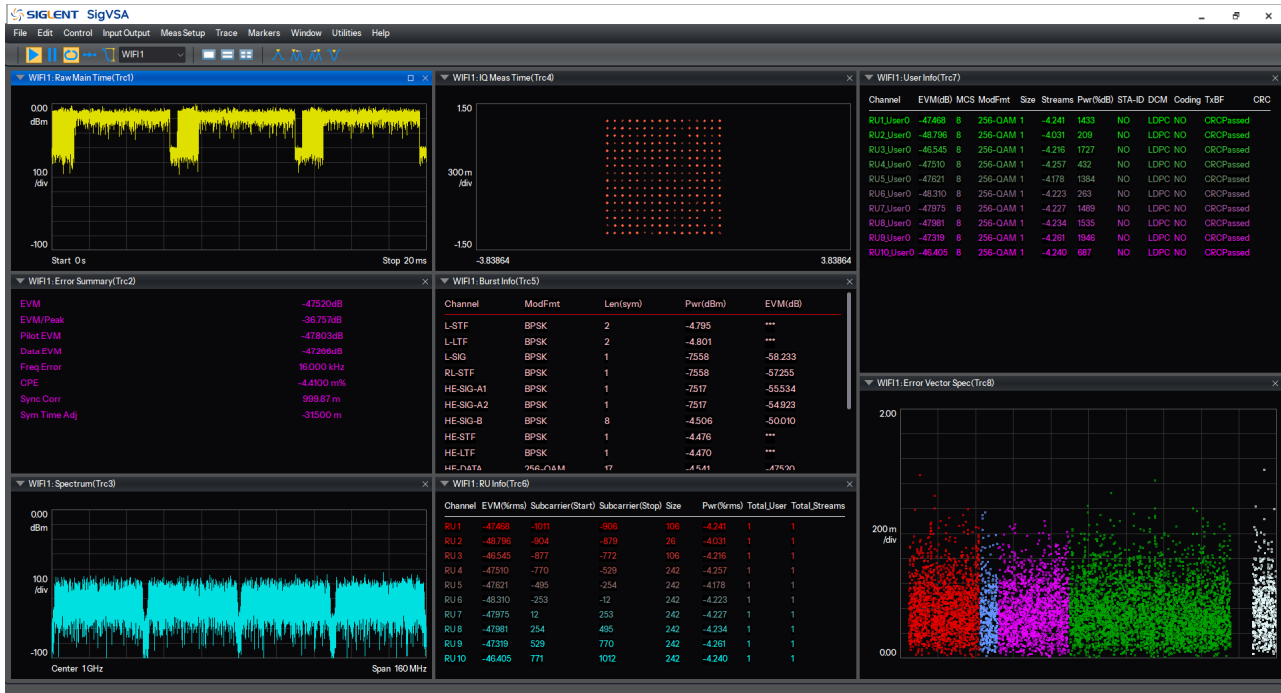 SIGLENT SigVSA
File Edit Control Input Output Meas Setup Trace Markers Window Utilities Help
WIFI1
WIFI1: Raw Main Time(Trc1)
0.00
dBm
10.0
/div
-100
Start 0 s Stop 20 ms
WIFI1: Error Summary(Trc2)
EVM -47.520dB
EVM/Peak -36.757dB
Pilot EVM -47.803dB
Data EVM -47.266dB
Freq Error 16.000 kHz
CPE -4.4100 m%
Sync Corr 999.87 m
Sym Time Adj -31.500 m
WIFI1: Spectrum(Trc3)
0.00
dBm
10.0
/div
-100
Center 1 GHz Span 160 MHz
WIFI1: IQ Meas Time(Trc4)
1.50
300 m
/div
-1.50
-3.83864 3.83864
WIFI1: Burst Info(Trc5)
Channel ModFmt Len(sym) Pwr(dBm) EVM(dB)
L-STF BPSK 2 -4.795 ***
L-LTF BPSK 2 -4.801 ***
L-SIG BPSK 1 -7.558 -58.233
RL-STF BPSK 1 -7.558 -57.255
HE-SIG-A1 BPSK 1 -7.517 -55.534
HE-SIG-A2 BPSK 1 -7.517 -54.923
HE-SIG-B BPSK 8 -4.506 -50.010
HE-STF BPSK 1 -4.476 ***
HE-LTF BPSK 1 -4.470 ***
HE-DATA 256-QAM 17 -4.541 -47.520
WIFI1: RU Info(Trc6)
Channel EVM(%rms) Subcarrier(Start) Subcarrier(Stop) Size Pwr(%rms) Total_User Total_Streams
RU 1 -47.468 -1011 -906 106 -4.241 1 1
RU 2 -48.796 -904 -879 26 -4.031 1 1
RU 3 -46.545 -877 -772 106 -4.216 1 1
RU 4 -47.510 -770 -529 242 -4.257 1 1
RU 5 -47.621 -495 -254 242 -4.178 1 1
RU 6 -48.310 -253 -12 242 -4.223 1 1
RU 7 -47.975 12 253 242 -4.227 1 1
RU 8 -47.981 254 495 242 -4.234 1 1
RU 9 -47.319 529 770 242 -4.261 1 1
RU 10 -46.405 771 1012 242 -4.240 1 1
WIFI1: User Info(Trc7)
Channel EVM(dB) MCS ModFmt Size Streams Pwr(%dB) STA-ID DCM Coding TxBF CRC
RU1_User0 -47.468 8 256-QAM 1 -4.241 1433 NO LDPC NO CRCPassed
RU2_User0 -48.796 8 256-QAM 1 -4.031 209 NO LDPC NO CRCPassed
RU3_User0 -46.545 8 256-QAM 1 -4.216 1727 NO LDPC NO CRCPassed
RU4_User0 -47.510 8 256-QAM 1 -4.257 432 NO LDPC NO CRCPassed
RU5_User0 -47.621 8 256-QAM 1 -4.178 1384 NO LDPC NO CRCPassed
RU6_User0 -48.310 8 256-QAM 1 -4.223 263 NO LDPC NO CRCPassed
RU7_User0 -47.975 8 256-QAM 1 -4.227 1489 NO LDPC NO CRCPassed
RU8_User0 -47.981 8 256-QAM 1 -4.234 1535 NO LDPC NO CRCPassed
RU9_User0 -47.319 8 256-QAM 1 -4.261 1946 NO LDPC NO CRCPassed
RU10_User0 -46.405 8 256-QAM 1 -4.240 687 NO LDPC NO CRCPassed
WIFI1: Error Vector Spec(Trc8)
2.00
200 m
/div
0.00